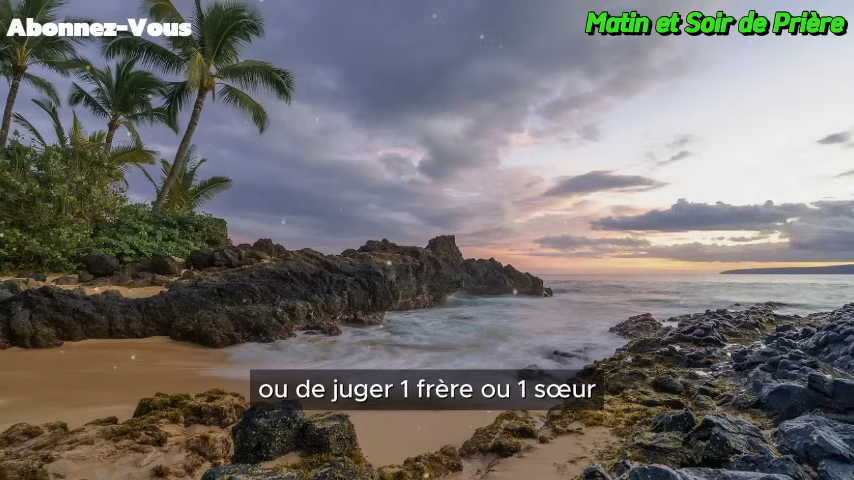 Abonnez-Vous
Matin et Soir de Prière
ou de juger 1 frère ou 1 sœur